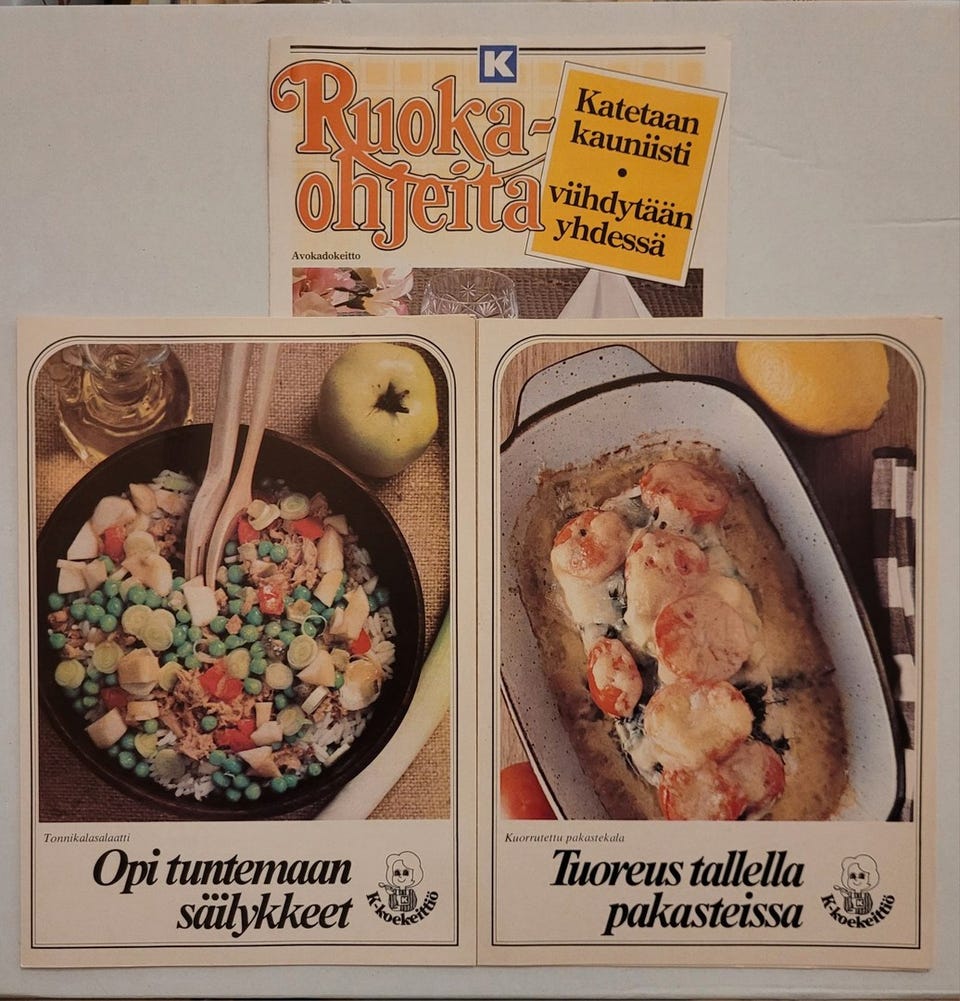 K
Ruoka-
ohjeita
Katetaan
kauniisti
•
viihdytään
yhdessä
Avokadokeitto
Tonnikalasalaatti
Opi tuntemaan
säilykkeet
K-koekeittiö
Kuorrutettu pakastekala
Tuoreus tallella
pakasteissa
K-koekeittiö